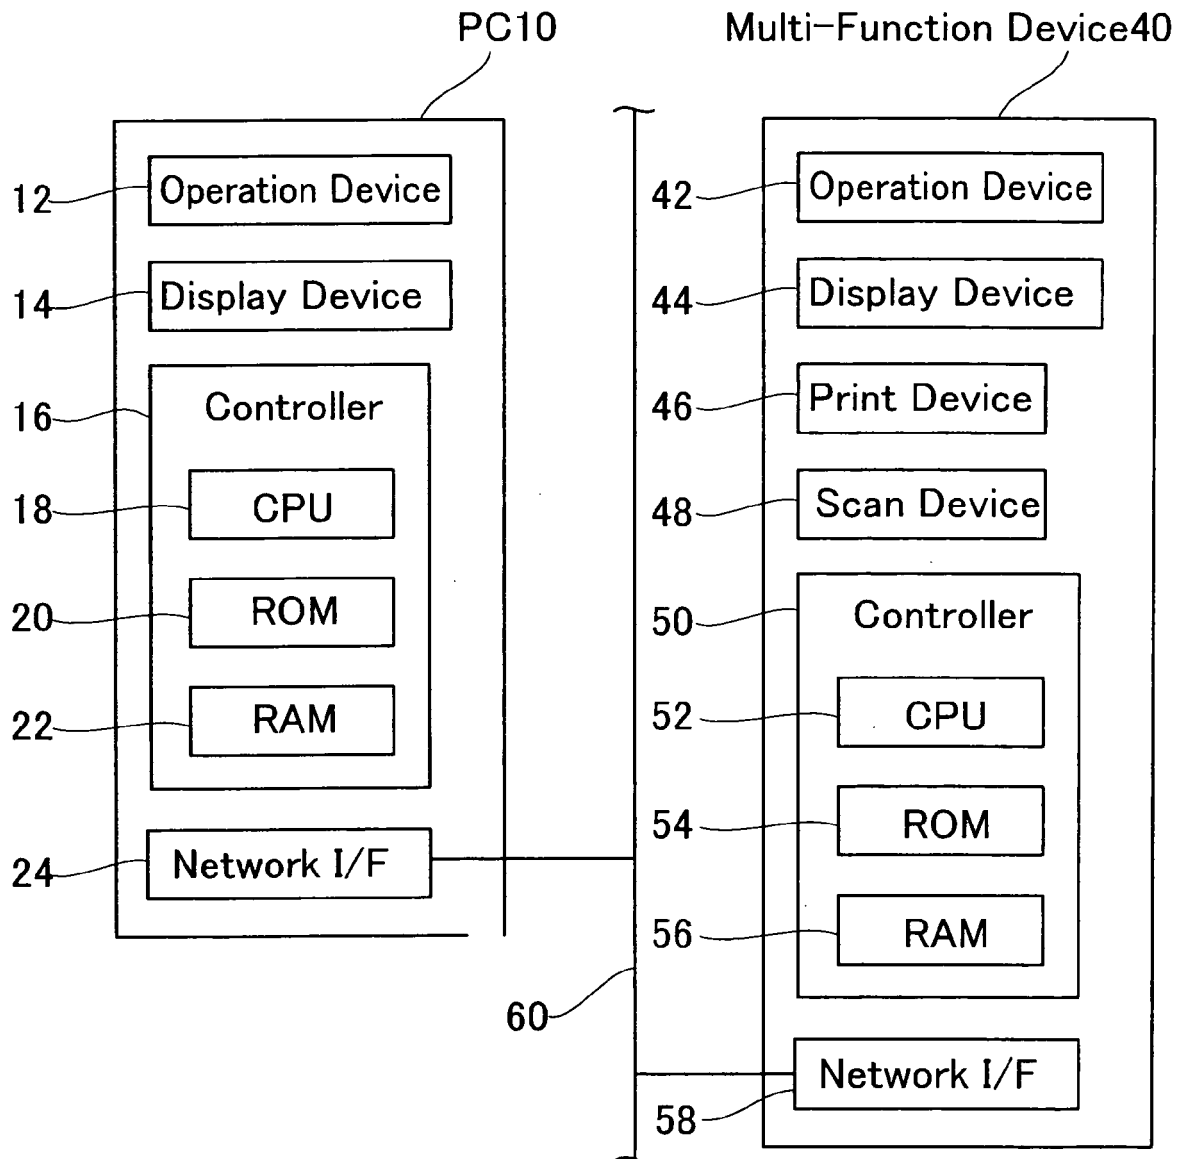 PC10
12
Operation Device
14
Display Device
16
Controller
18
CPU
20
ROM
22
RAM
24
Network I/F
60
Multi-Function Device40
42
Operation Device
44
Display Device
46
Print Device
48
Scan Device
50
Controller
52
CPU
54
ROM
56
RAM
58
Network I/F